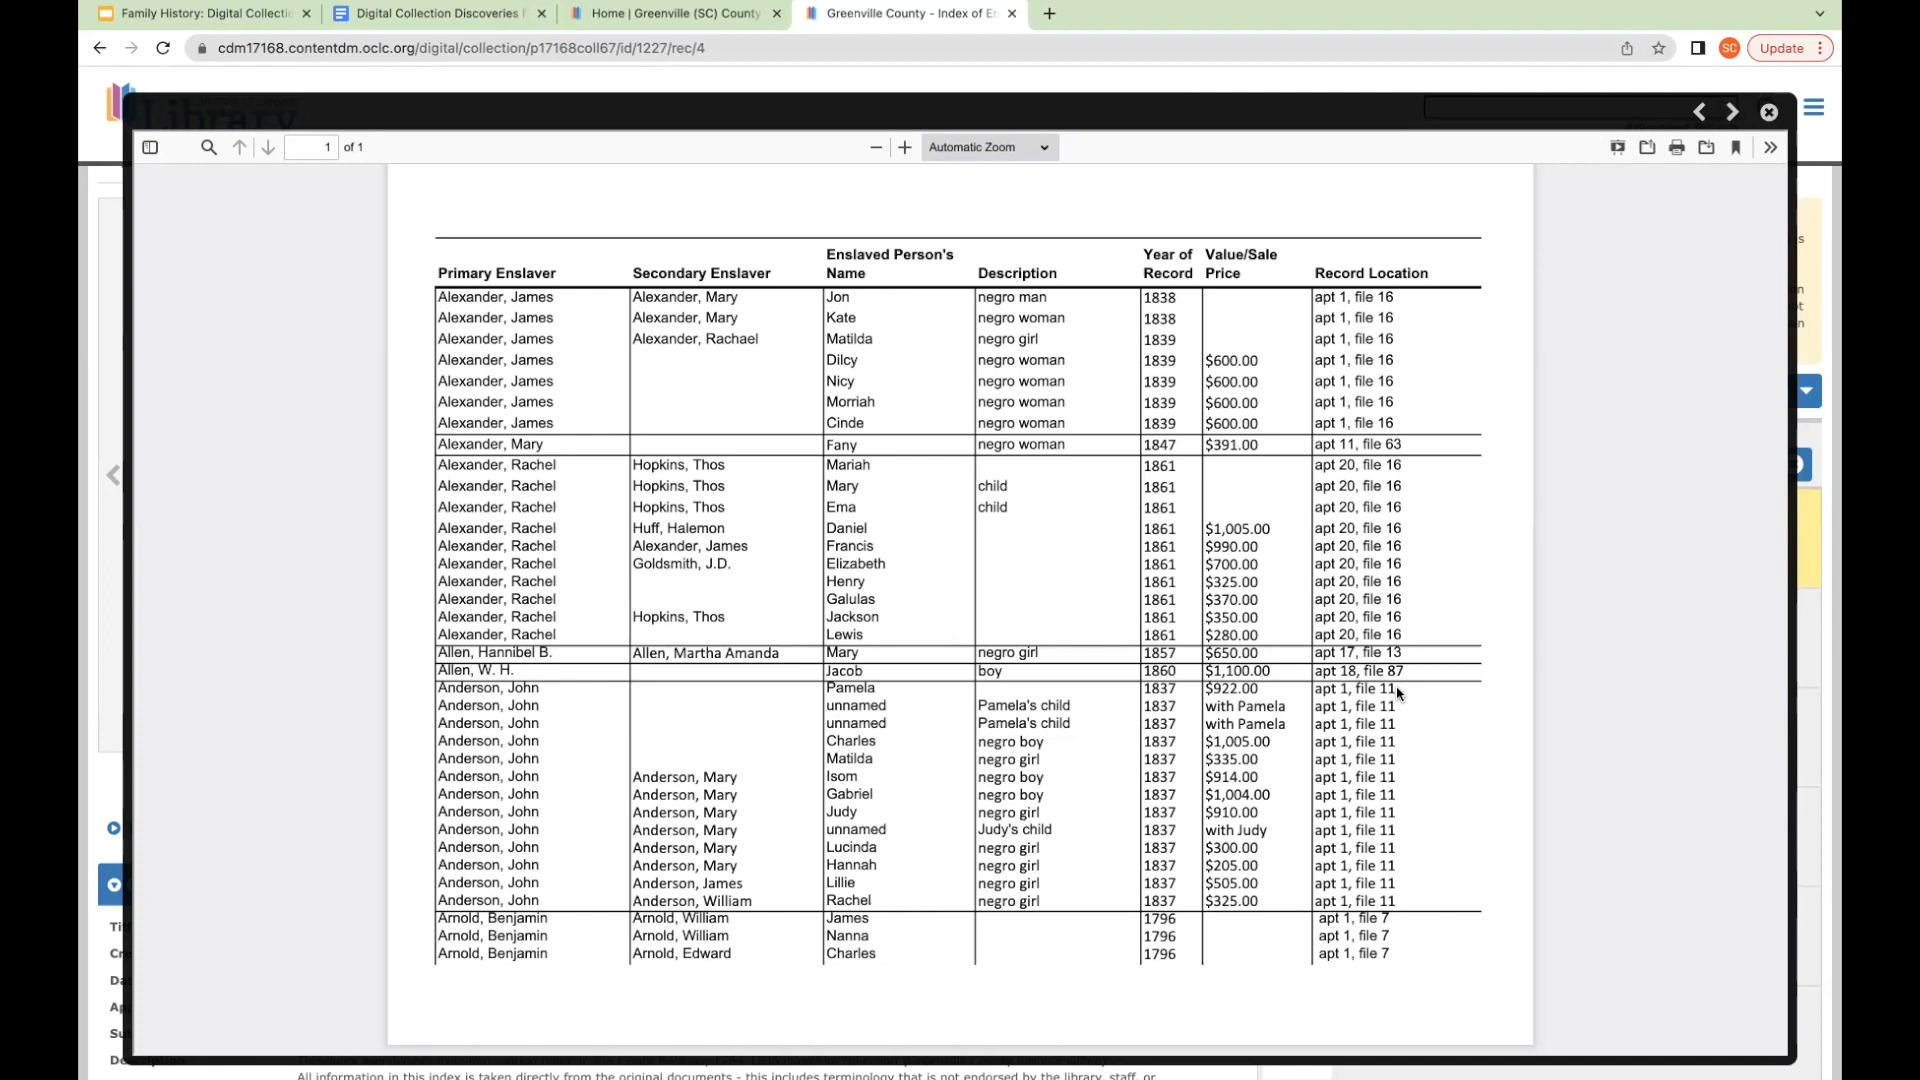 Family History: Digital Collectio
Digital Collection Discoveries
Home | Greenville (SC) County
Greenville County - Index of En
cdm17168.contentdm.oclc.org/digital/collection/p17168coll67/id/1227/rec/4
SC
Update
Library
1 of 1
Automatic Zoom
Primary Enslaver Secondary Enslaver Enslaved Person's Name Description Year of Record Value/Sale Price Record Location
Alexander, James Alexander, Mary Jon negro man 1838 apt 1, file 16
Alexander, James Alexander, Mary Kate negro woman 1838 apt 1, file 16
Alexander, James Alexander, Rachael Matilda negro girl 1839 apt 1, file 16
Alexander, James Dilcy negro woman 1839 $600.00 apt 1, file 16
Alexander, James Nicy negro woman 1839 $600.00 apt 1, file 16
Alexander, James Morriah negro woman 1839 $600.00 apt 1, file 16
Alexander, James Cinde negro woman 1839 $600.00 apt 1, file 16
Alexander, Mary Fany negro woman 1847 $391.00 apt 11, file 63
Alexander, Rachel Hopkins, Thos Mariah 1861 apt 20, file 16
Alexander, Rachel Hopkins, Thos Mary child 1861 apt 20, file 16
Alexander, Rachel Hopkins, Thos Ema child 1861 apt 20, file 16
Alexander, Rachel Huff, Halemon Daniel 1861 $1,005.00 apt 20, file 16
Alexander, Rachel Alexander, James Francis 1861 $990.00 apt 20, file 16
Alexander, Rachel Goldsmith, J.D. Elizabeth 1861 $700.00 apt 20, file 16
Alexander, Rachel Henry 1861 $325.00 apt 20, file 16
Alexander, Rachel Galulas 1861 $370.00 apt 20, file 16
Alexander, Rachel Hopkins, Thos Jackson 1861 $350.00 apt 20, file 16
Alexander, Rachel Lewis 1861 $280.00 apt 20, file 16
Allen, Hannibel B. Allen, Martha Amanda Mary negro girl 1857 $650.00 apt 17, file 13
Allen, W. H. Jacob boy 1860 $1,100.00 apt 18, file 87
Anderson, John Pamela 1837 $922.00 apt 1, file 11
Anderson, John unnamed Pamela's child 1837 with Pamela apt 1, file 11
Anderson, John unnamed Pamela's child 1837 with Pamela apt 1, file 11
Anderson, John Charles negro boy 1837 $1,005.00 apt 1, file 11
Anderson, John Matilda negro girl 1837 $335.00 apt 1, file 11
Anderson, John Anderson, Mary Isom negro boy 1837 $914.00 apt 1, file 11
Anderson, John Anderson, Mary Gabriel negro boy 1837 $1,004.00 apt 1, file 11
Anderson, John Anderson, Mary Judy negro girl 1837 $910.00 apt 1, file 11
Anderson, John Anderson, Mary unnamed Judy's child 1837 with Judy apt 1, file 11
Anderson, John Anderson, Mary Lucinda negro girl 1837 $300.00 apt 1, file 11
Anderson, John Anderson, Mary Hannah negro girl 1837 $205.00 apt 1, file 11
Anderson, John Anderson, James Lillie negro girl 1837 $505.00 apt 1, file 11
Anderson, John Anderson, William Rachel negro girl 1837 $325.00 apt 1, file 11
Arnold, Benjamin Arnold, William James 1796 apt 1, file 7
Arnold, Benjamin Arnold, William Nanna 1796 apt 1, file 7
Arnold, Benjamin Arnold, Edward Charles 1796 apt 1, file 7
All information in this index is taken directly from the original documents - this includes terminology that is not endorsed by the library, staff, or